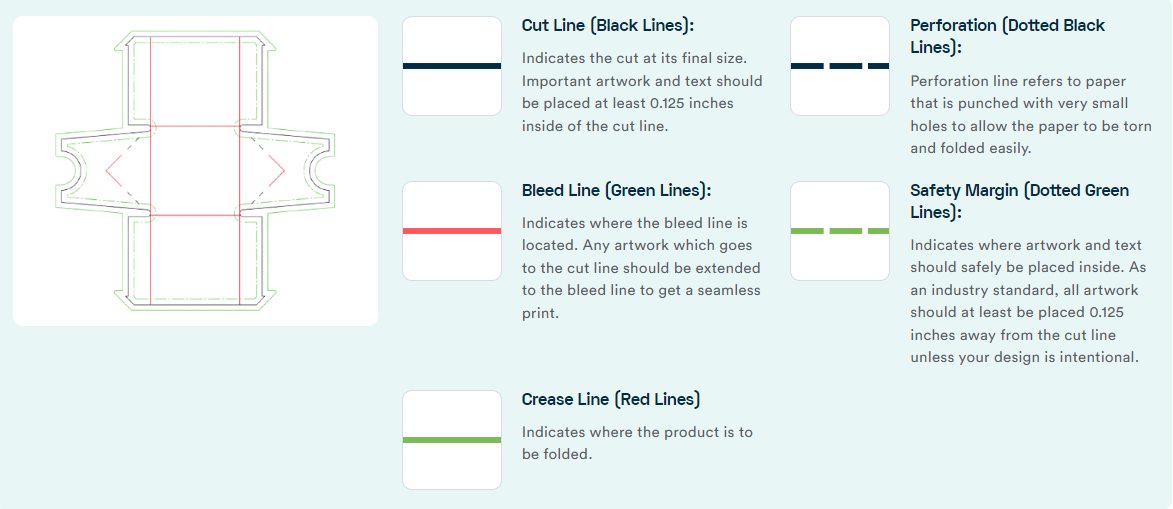 Cut Line (Black Lines):
Indicates the cut at its final size.
Important artwork and text should
be placed at least 0.125 inches
inside of the cut line.
Perforation (Dotted Black
Lines):
Perforation line refers to paper
that is punched with very small
holes to allow the paper to be torn
and folded easily.
Bleed Line (Green Lines):
Indicates where the bleed line is
located. Any artwork which goes
to the cut line should be extended
to the bleed line to get a seamless
print.
Safety Margin (Dotted Green
Lines):
Indicates where artwork and text
should safely be placed inside. As
an industry standard, all artwork
should at least be placed 0.125
inches away from the cut line
unless your design is intentional.
Crease Line (Red Lines)
Indicates where the product is to
be folded.